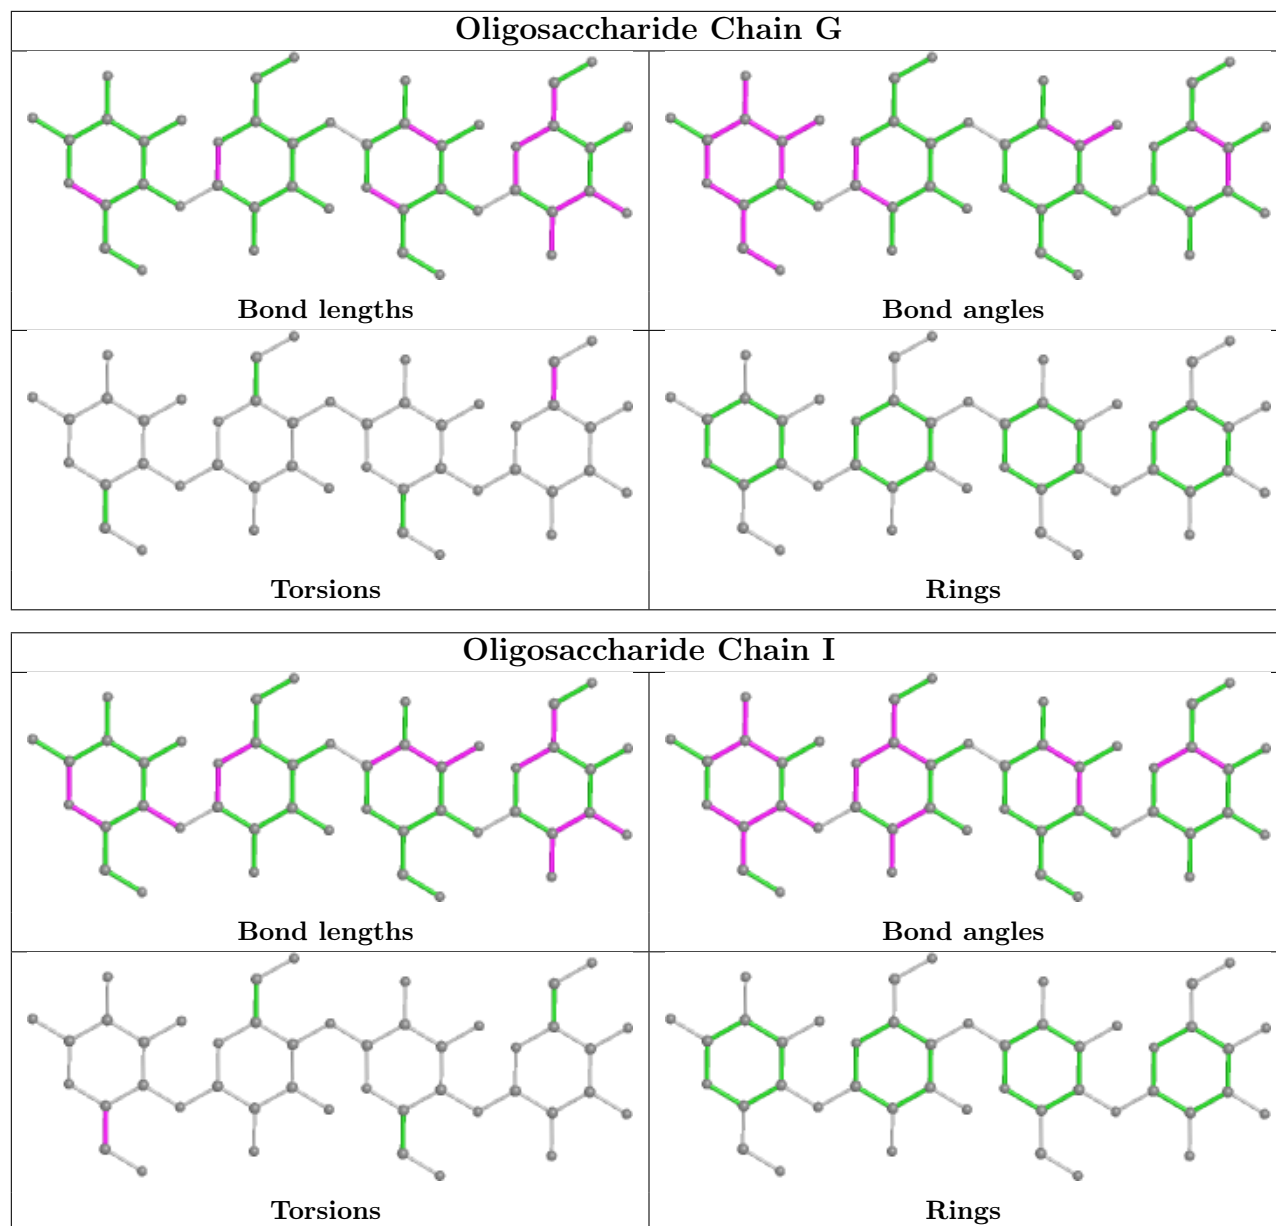 Oligosaccharide Chain G
Bond lengths
Bond angles
Torsions
Rings
Oligosaccharide Chain I
Bond lengths
Bond angles
Torsions
Rings